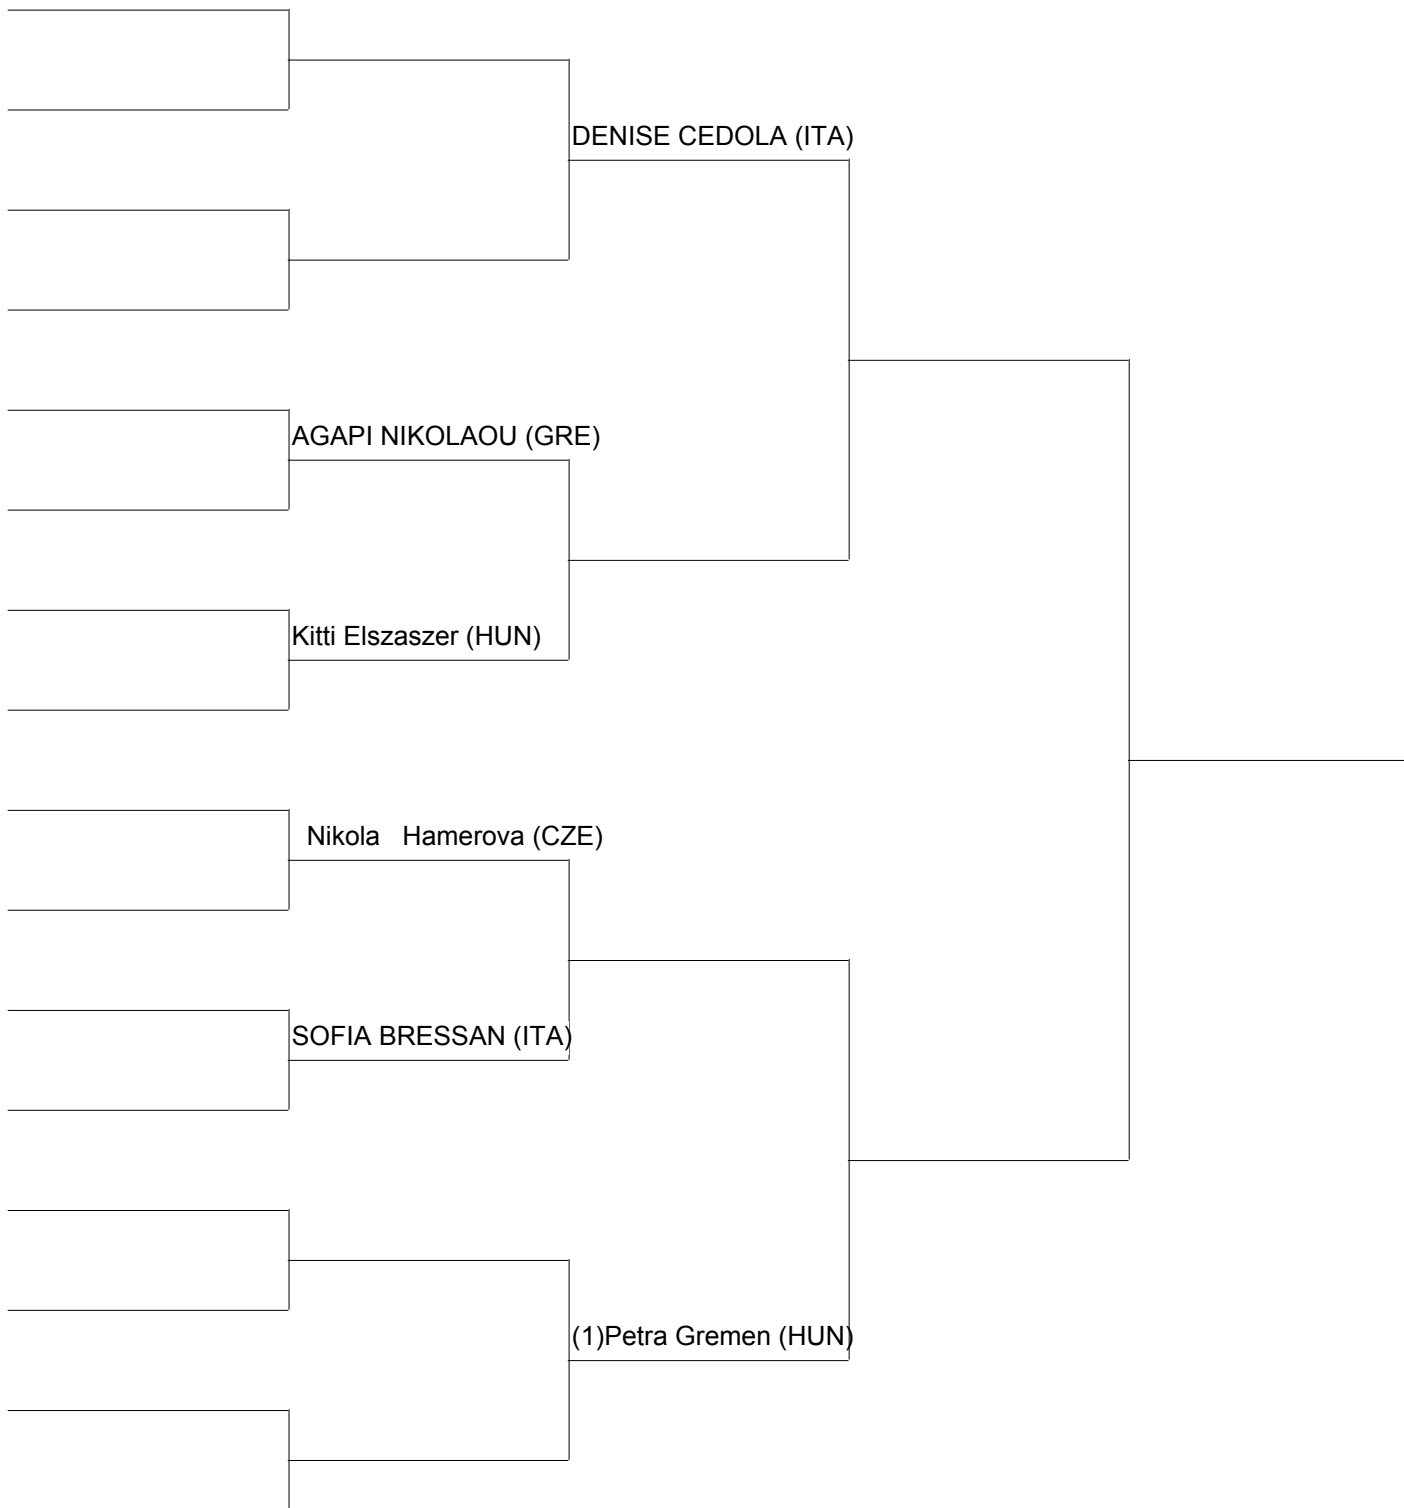 DENISE CEDOLA (ITA)
AGAPI NIKOLAOU (GRE)
Kitti Elszaszer (HUN)
Nikola   Hamerova (CZE)
SOFIA BRESSAN (ITA)
(1)Petra Gremen (HUN)